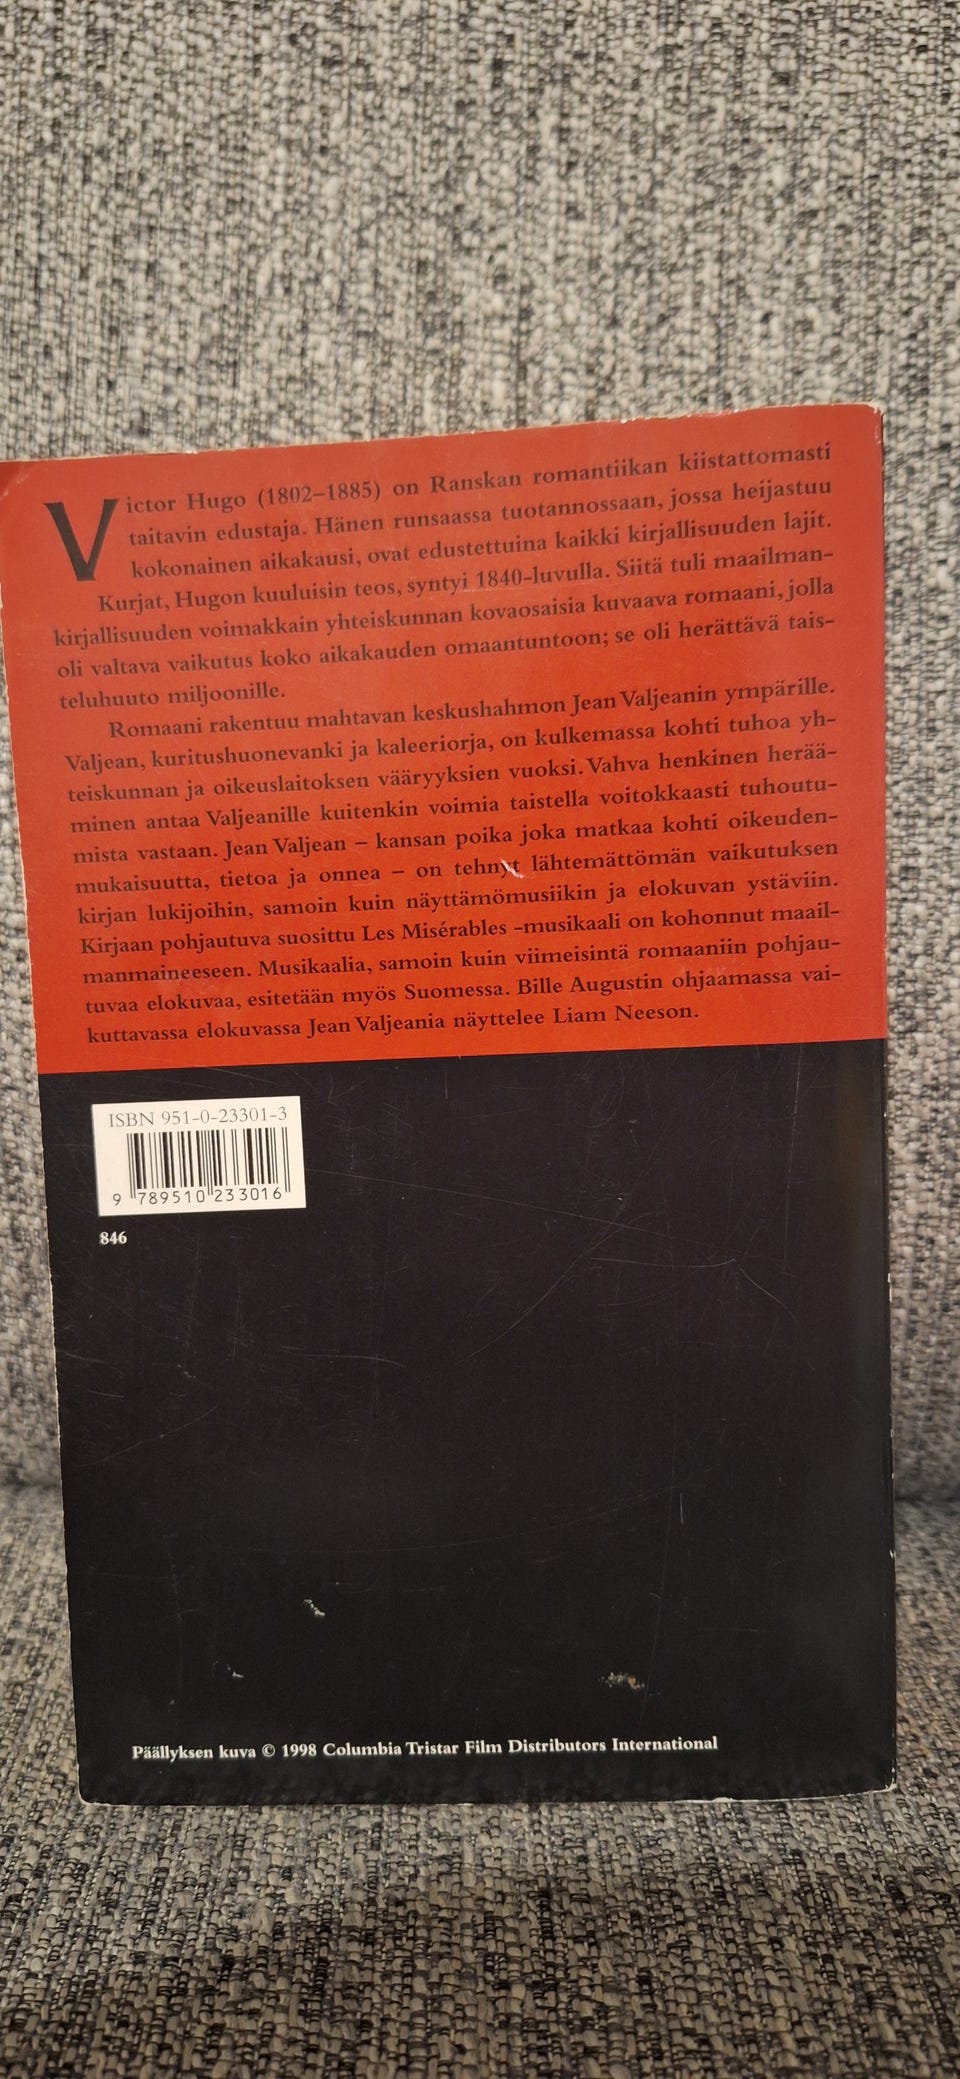 Victor Hugo (1802–1885) on Ranskan romantiikan kiistattomasti
taitavin edustaja. Hänen runsaassa tuotannossaan, jossa heijastuu
kokonainen aikakausi, ovat edustettuina kaikki kirjallisuuden lajit.
Kurjat, Hugon kuuluisin teos, syntyi 1840-luvulla. Siitä tuli maailman-
kirjallisuuden voimakkain yhteiskunnan kovaosaisia kuvaava romaani, jolla
oli valtava vaikutus koko aikakauden omaantuntoon; se oli herättävä tais-
teluhuuto miljoonille.
Romaani rakentuu mahtavan keskushahmon Jean Valjeanin ympärille.
Valjean, kuritushuonevanki ja kaleeriorja, on kulkemassa kohti tuhoa yh-
teiskunnan ja oikeuslaitoksen vääryyksien vuoksi. Vahva henkinen herää-
minen antaa Valjeanille kuitenkin voimia taistella voitokkaasti tuhoutu-
mista vastaan. Jean Valjean – kansan poika joka matkaa kohti oikeuden-
mukaisuutta, tietoa ja onnea – on tehnyt lähtemättömän vaikutuksen
kirjan lukijoihin, samoin kuin näyttämömusiikin ja elokuvan ystäviin.
Kirjaan pohjautuva suosittu Les Misérables -musikaali on kohonnut maail-
manmaineeseen. Musikaalia, samoin kuin viimeisintä romaaniin pohjau-
tuvaa elokuvaa, esitetään myös Suomessa. Bille Augustin ohjaamassa vai-
kuttavassa elokuvassa Jean Valjeania näyttelee Liam Neeson.
ISBN 951-0-23301-3
9 789510 233016
846
Päällyksen kuva © 1998 Columbia Tristar Film Distributors International